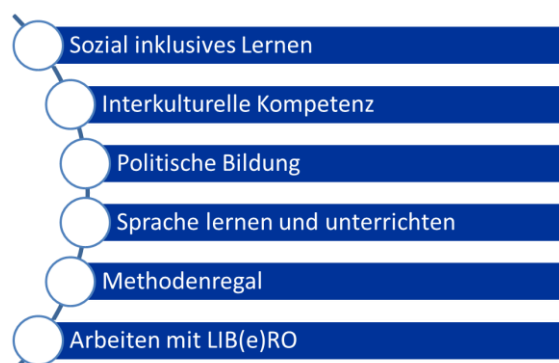 Sozial inklusives Lernen
Interkulturelle Kompetenz
Politische Bildung
Sprache lernen und unterrichten
Methodenregal
Arbeiten mit LIB(e)RO